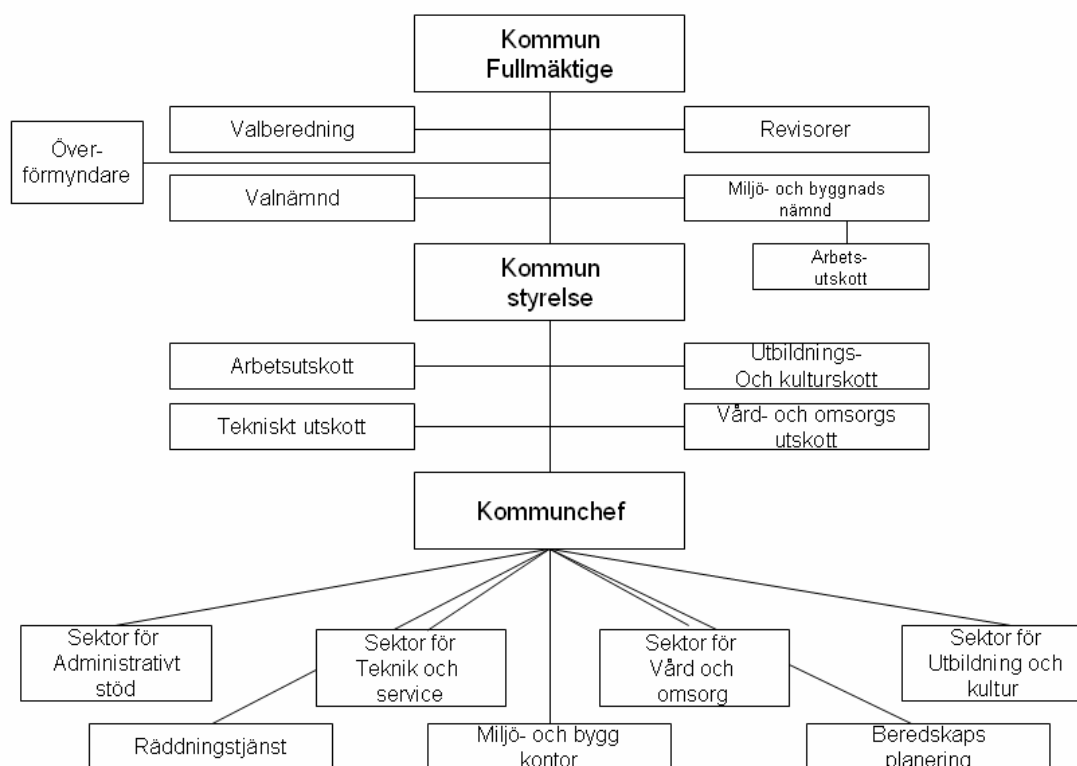 Kommun
Fullmäktige
Valberedning
Revisorer
Över-
förmyndare
Valnämnd
Miljö- och byggnads
nämnd
Arbets-
utskott
Kommun
styrelse
Arbetsutskott
Utbildnings-
Och kulturskott
Tekniskt utskott
Vård- och omsorgs
utskott
Kommunchef
Sektor för
Administrativt
stöd
Sektor för
Teknik och
service
Sektor för
Vård och
omsorg
Sektor för
Utbildning och
kultur
Räddningstjänst
Miljö- och bygg
kontor
Beredskaps
planering